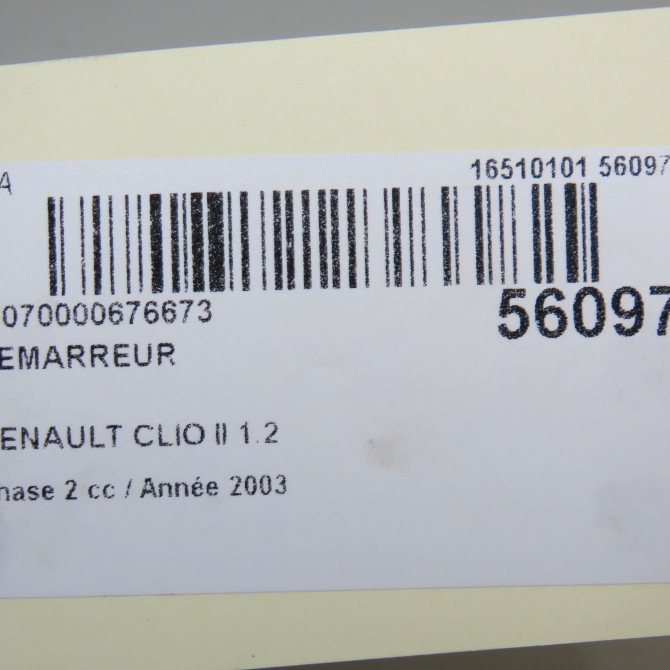 A 16510101 56097
070000676673 56097
EMARREUR
ENAULT CLIO II 1.2
hase 2 cc / Année 2003